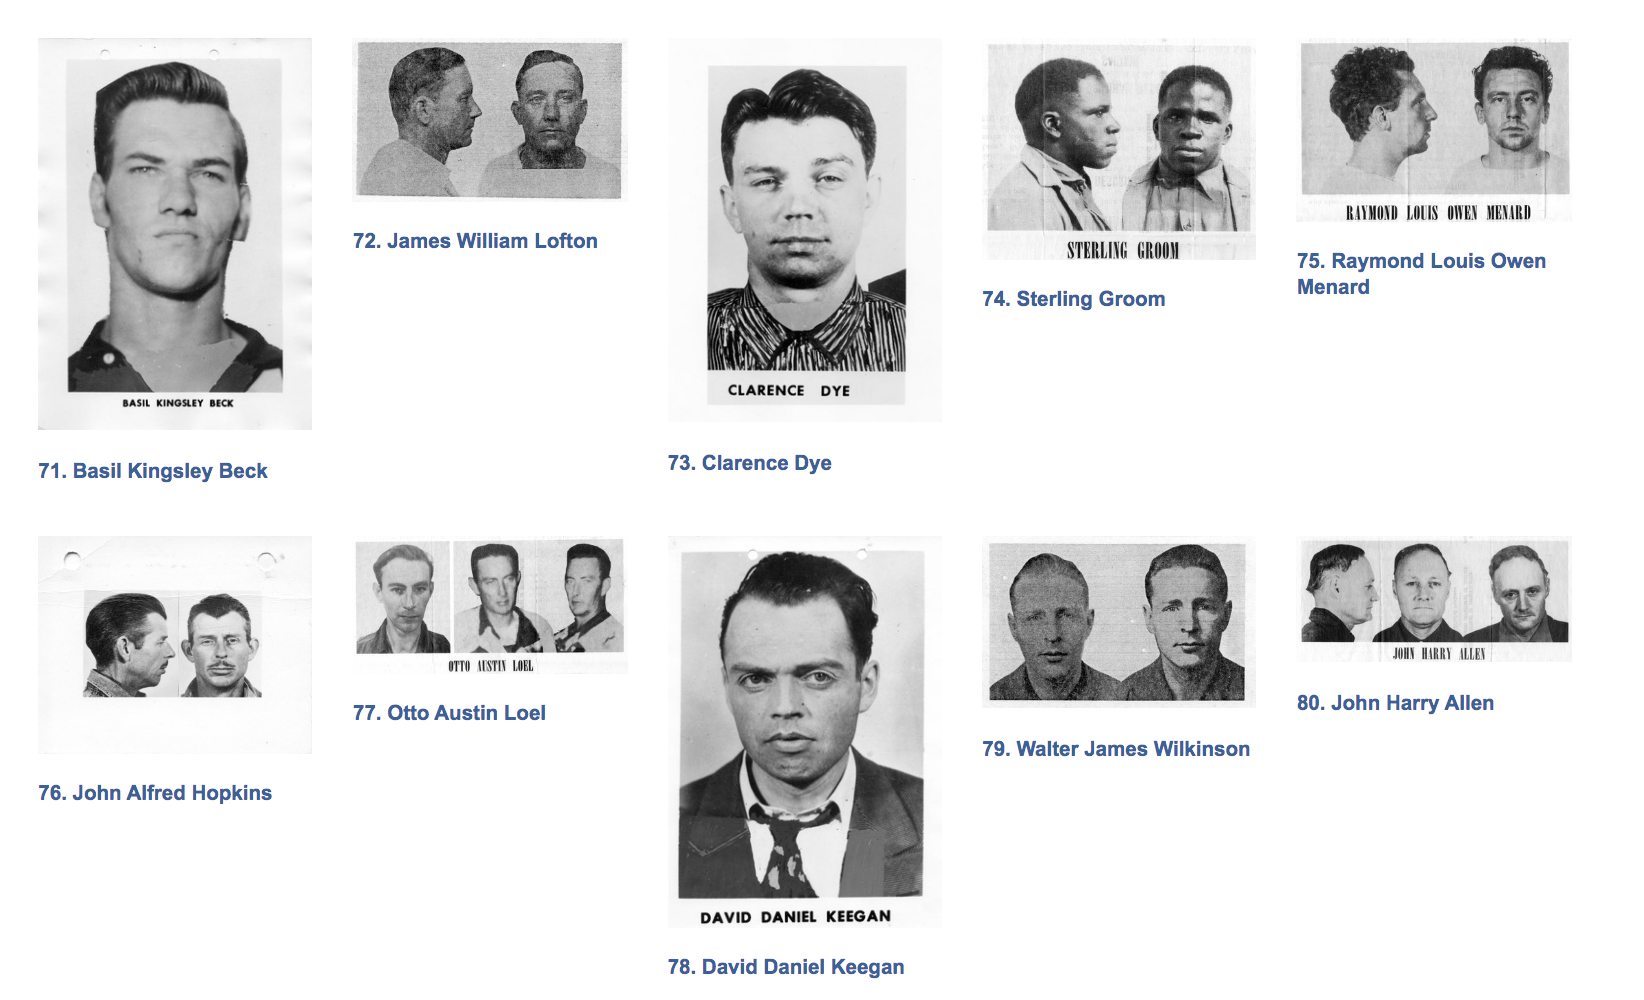 BASIL KINGSLEY BECK
71. Basil Kingsley Beck
72. James William Lofton
CLARENCE DYE
73. Clarence Dye
STERLING GROOM
74. Sterling Groom
RAYMOND LOUIS OWEN MENARD
75. Raymond Louis Owen
Menard
76. John Alfred Hopkins
OTTO AUSTIN LOEL
77. Otto Austin Loel
DAVID DANIEL KEEGAN
78. David Daniel Keegan
79. Walter James Wilkinson
JOHN HARRY ALLEN
80. John Harry Allen